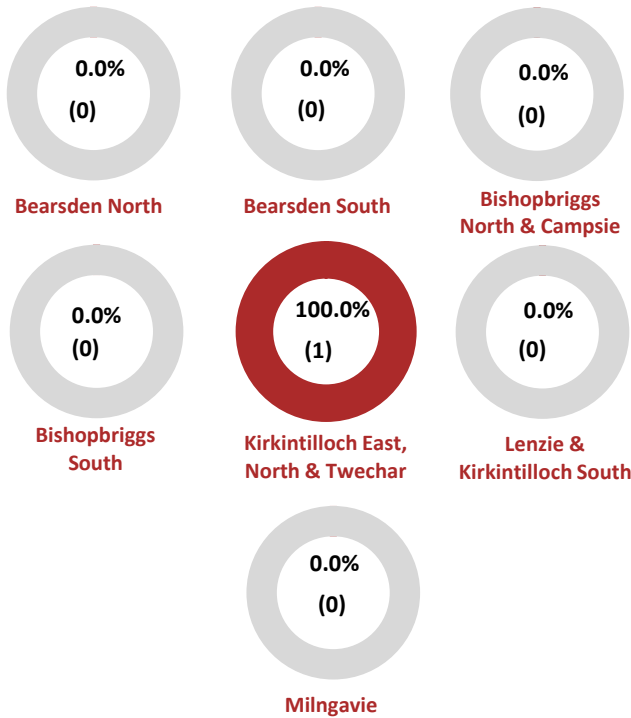 0.0%
(0)
Bearsden North
0.0%
(0)
Bearsden South
0.0%
(0)
Bishopbriggs
North & Campsie
0.0%
(0)
Bishopbriggs
South
100.0%
(1)
Kirkintilloch East,
North & Twechar
0.0%
(0)
Lenzie &
Kirkintilloch South
0.0%
(0)
Milngavie